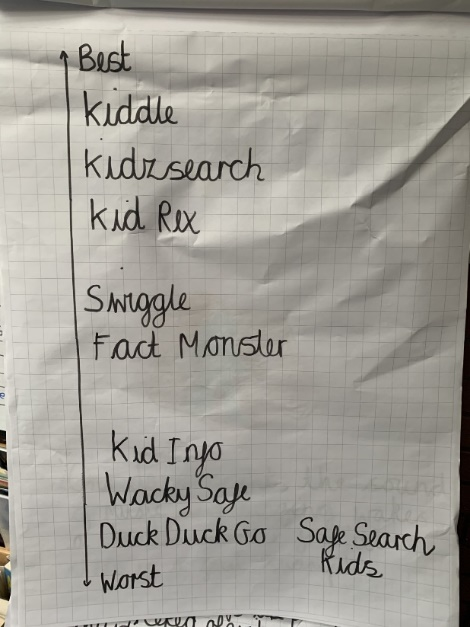 Best
Kiddle
Kidzsearch
Kid Rex
Swiggle
Fact Monster
Kid Info
Wacky Safe
Duck Duck Go Safe Search
Kids
Worst